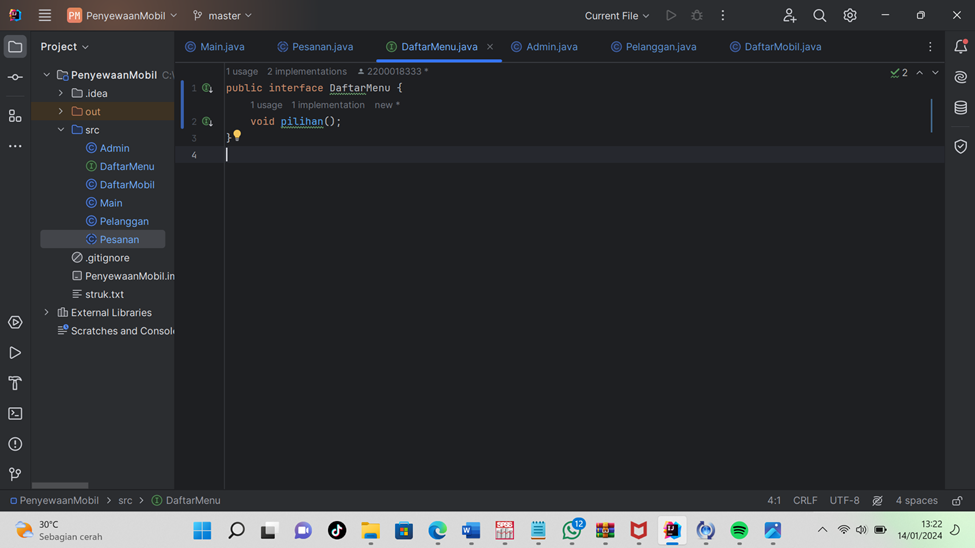 PM PenyewaanMobil master Current File
Project
Main.java Pesanan.java DaftarMenu.java Admin.java Pelanggan.java DaftarMobil.java
PenyewaanMobil C:\
.idea
out
src
Admin
DaftarMenu
DaftarMobil
Main
Pelanggan
Pesanan
.gitignore
PenyewaanMobil.im
struk.txt
External Libraries
Scratches and Console
1 usage 2 implementations 2200018333 *
2
1 public interface DaftarMenu {
1 usage 1 implementation new *
2 void pilihan();
3 }
4
PenyewaanMobil > src > DaftarMenu
4:1 CRLF UTF-8 4 spaces
30°C
Sebagian cerah
12
13:22
14/01/2024